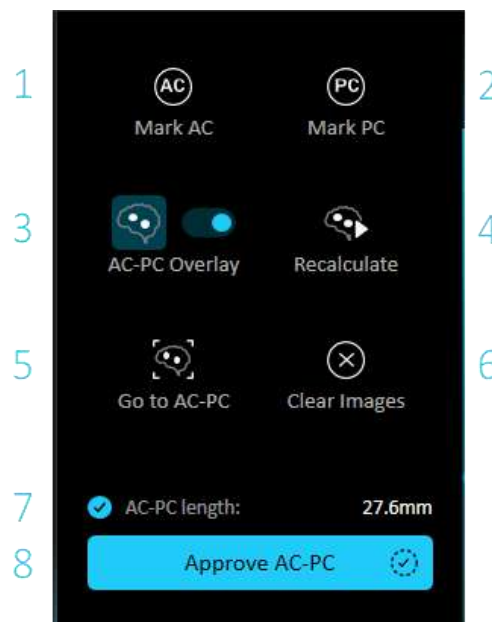 AC PC
1 2
Mark AC Mark PC
3 4
AC-PC Overlay Recalculate
5 6
Go to AC-PC Clear Images
7 AC-PC length: 27.6mm
8 Approve AC-PC